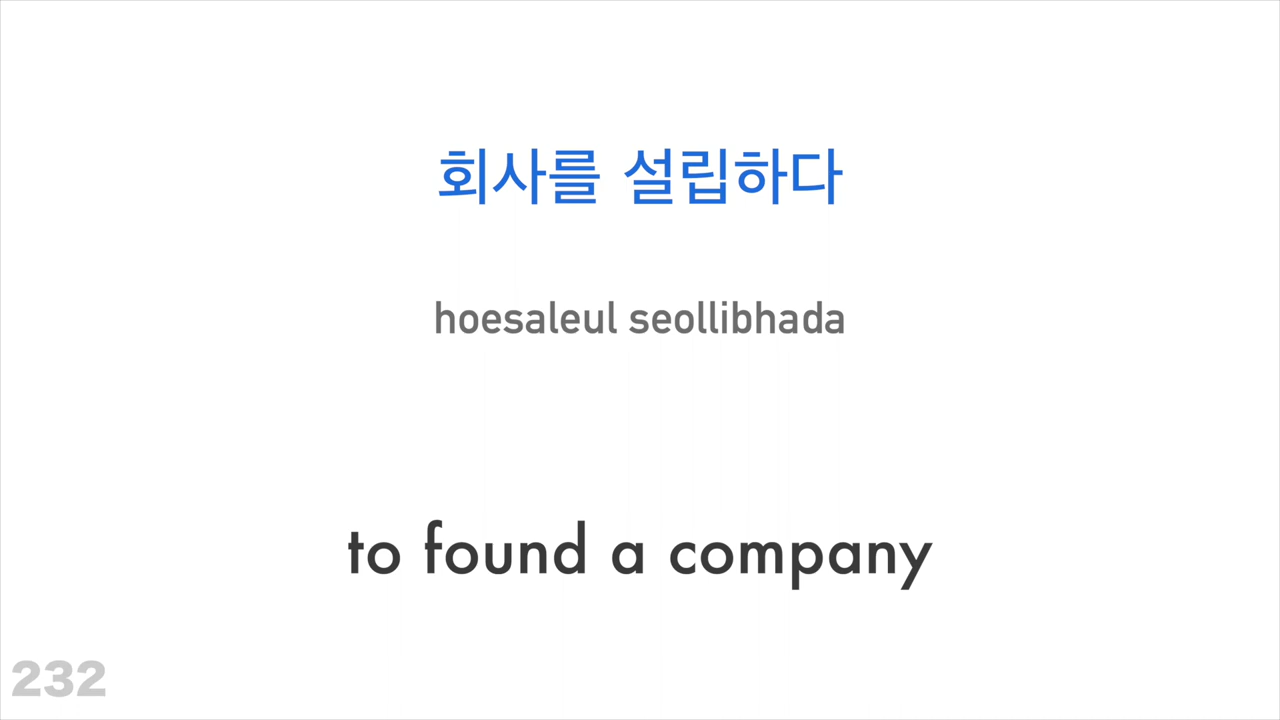 회사를 설립하다
hoesaleul seollibhada
to found a company
232